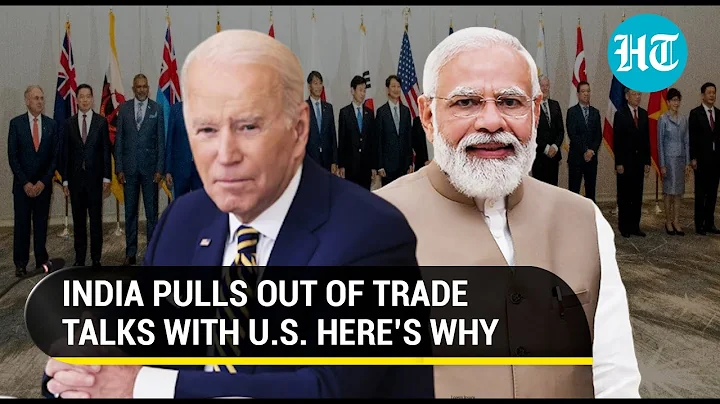 HT
INDIA PULLS OUT OF TRADE
TALKS WITH U.S. HERE'S WHY